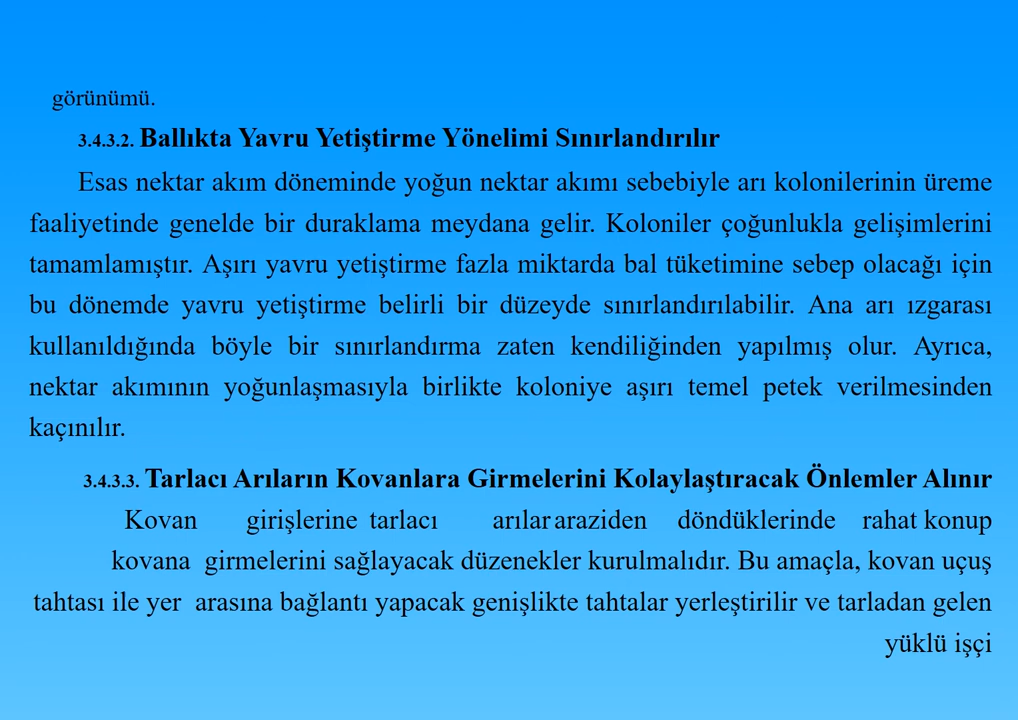 görünümü.
3.4.3.2. Ballıkta Yavru Yetiştirme Yönelimi Sınırlandırılır
Esas nektar akım döneminde yoğun nektar akımı sebebiyle arı kolonilerinin üreme
faaliyetinde genelde bir duraklama meydana gelir. Koloniler çoğunlukla gelişimlerini
tamamlamıştır. Aşırı yavru yetiştirme fazla miktarda bal tüketimine sebep olacağı için
bu dönemde yavru yetiştirme belirli bir düzeyde sınırlandırılabilir. Ana arı ızgarası
kullanıldığında böyle bir sınırlandırma zaten kendiliğinden yapılmış olur. Ayrıca,
nektar akımının yoğunlaşmasıyla birlikte koloniye aşırı temel petek verilmesinden
kaçınılır.
3.4.3.3. Tarlacı Arıların Kovanlara Girmelerini Kolaylaştıracak Önlemler Alınır
Kovan girişlerine tarlacı arılar araziden döndüklerinde rahat konup
kovana girmelerini sağlayacak düzenekler kurulmalıdır. Bu amaçla, kovan uçuş
tahtası ile yer arasına bağlantı yapacak genişlikte tahtalar yerleştirilir ve tarladan gelen
yüklü işçi